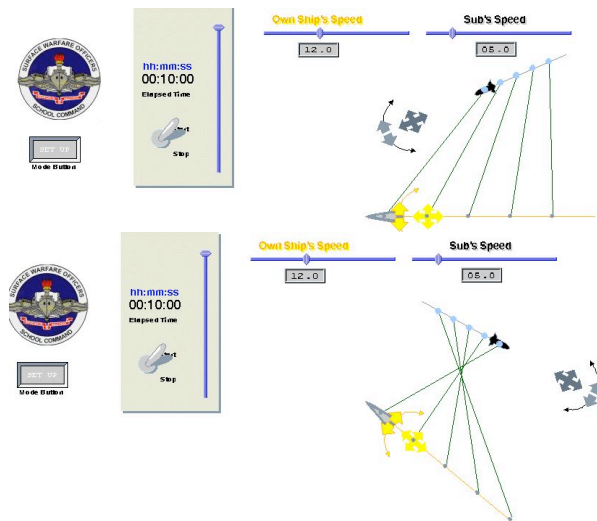 Own Ship's Speed
Sub's Speed
12.0
05.0
SURFACE WARFARE OFFICERS
SCHOOL COMMAND
hh:mm:ss
00:10:00
Elapsed Time
Stop
SET UP
Mode Button
Own Ship's Speed
Sub's Speed
12.0
05.0
SURFACE WARFARE OFFICERS
SCHOOL COMMAND
hh:mm:ss
00:10:00
Elapsed Time
Stop
SET UP
Mode Button